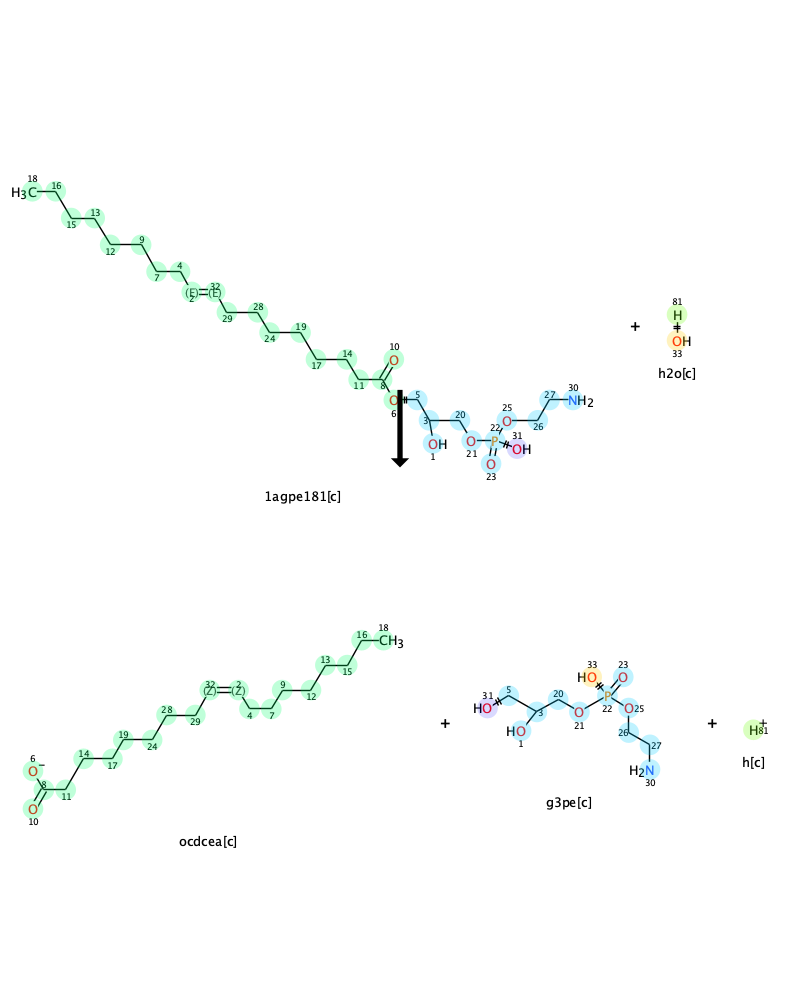 18
H3C
16
15
13
12
9
7
4
(E)
2
32
(E)
29
28
24
19
17
14
11
8
10
O
O
6
5
3
OH
1
20
O
21
22
P
O
23
25
O
31
OH
26
27
30
NH2
+
81
H
OH
33
h2o[c]
1agpe181[c]
6
O−
8
O
10
11
14
17
19
24
28
29
32
(Z)
2
(Z)
4
7
9
12
13
15
16
18
CH3
ocdcea[c]
+
31
HO
5
3
HO
1
20
O
21
33
HO
23
O
P
22
O
25
26
27
H2N
30
g3pe[c]
+
H+
81
h[c]